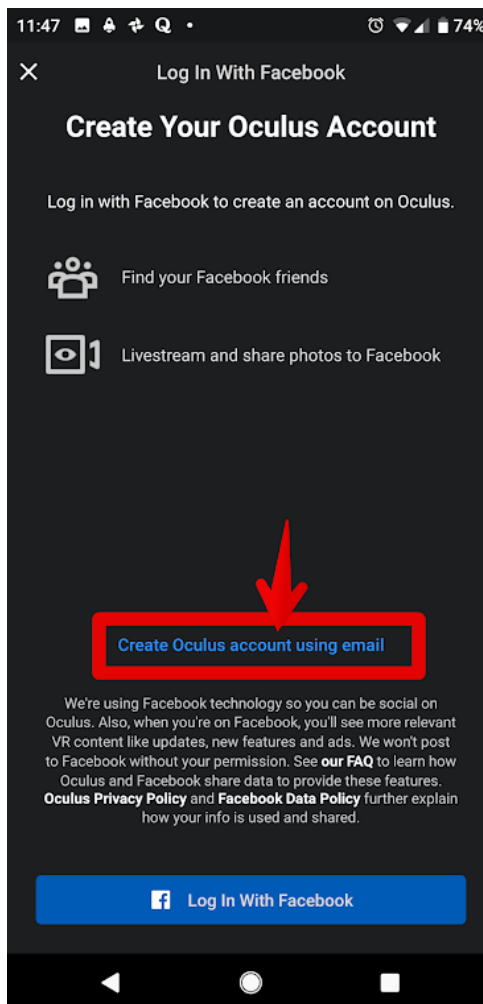 11:47 Q 74%
Log In With Facebook
Create Your Oculus Account
Log in with Facebook to create an account on Oculus.
Find your Facebook friends
Livestream and share photos to Facebook
Create Oculus account using email
We're using Facebook technology so you can be social on
Oculus. Also, when you're on Facebook, you'll see more relevant
VR content like updates, new features and ads. We won't post
to Facebook without your permission. See our FAQ to learn how
Oculus and Facebook share data to provide these features.
Oculus Privacy Policy and Facebook Data Policy further explain
how your info is used and shared.
Log In With Facebook